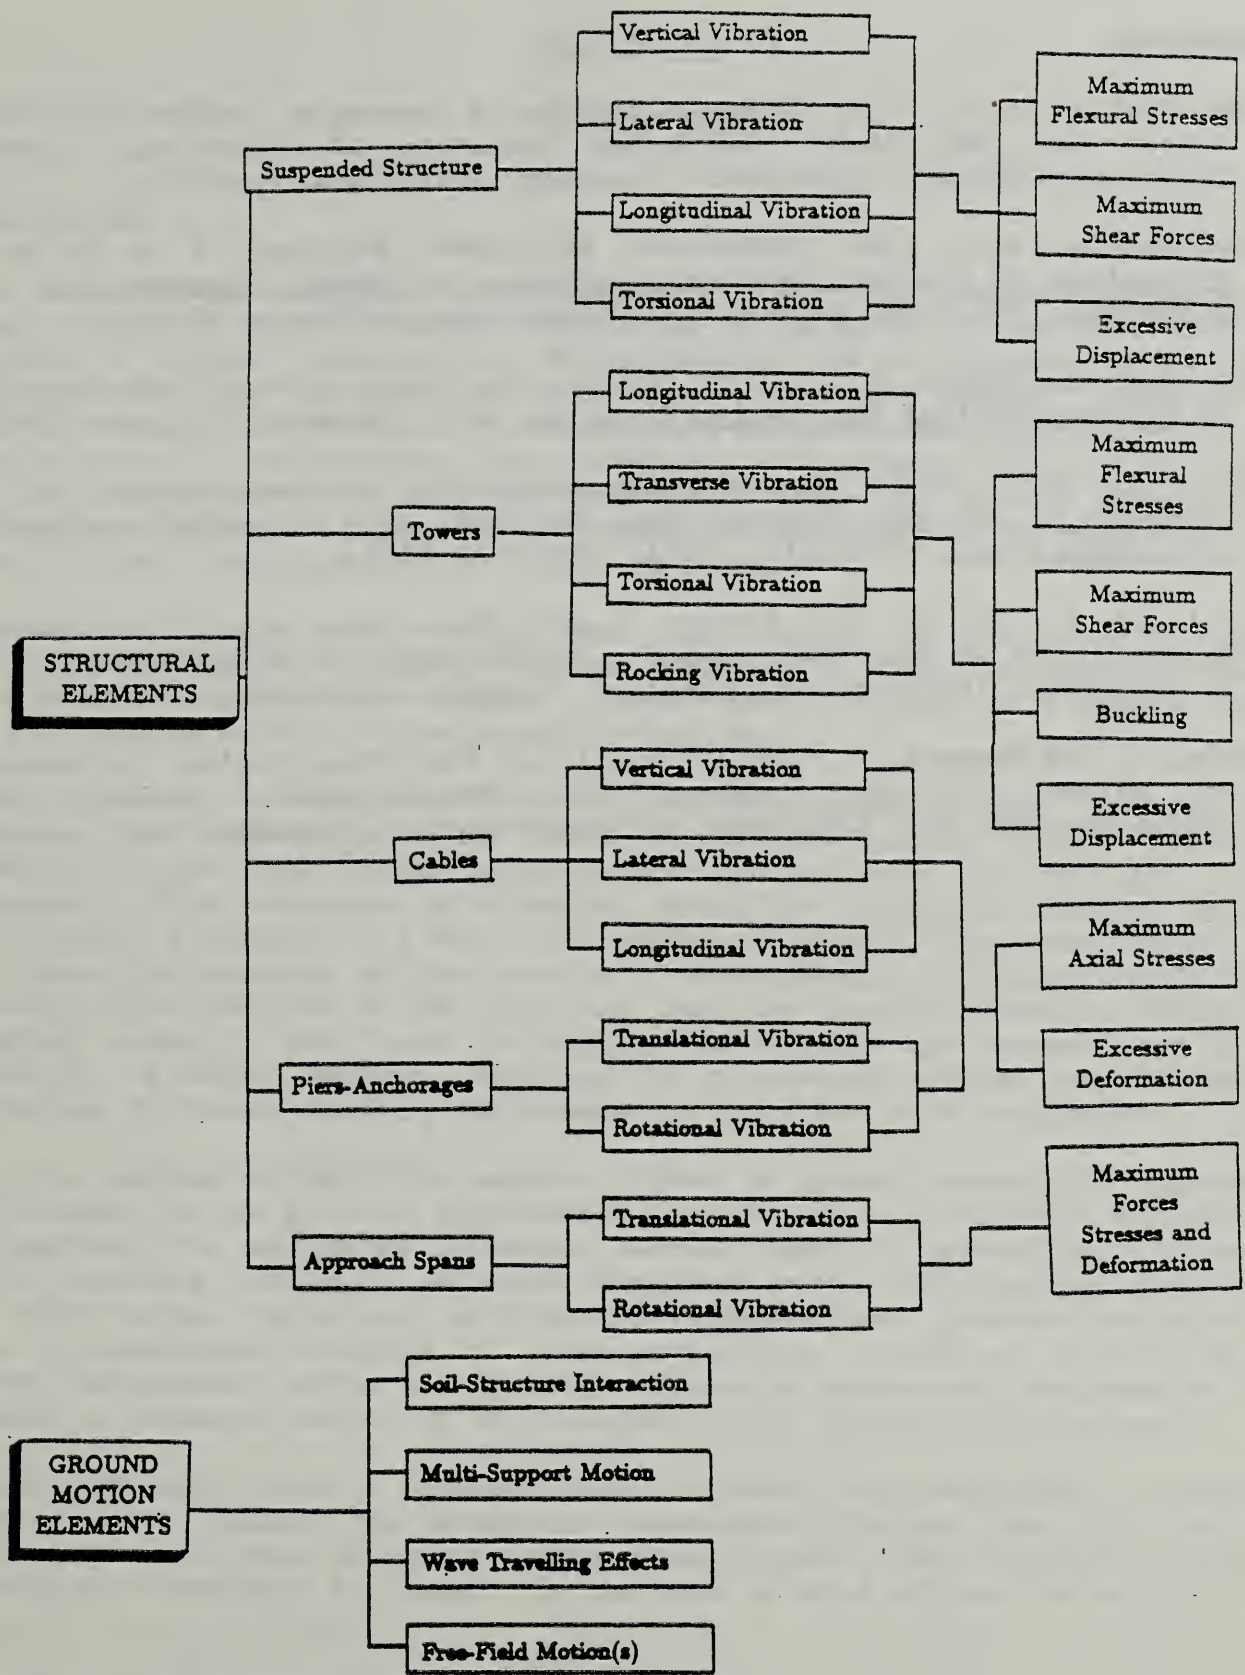 Vertical Vibration
Lateral Vibration
Suspended Structure
Longitudinal Vibration
Torsional Vibration
Maximum
Flexural Stresses
Maximum
Shear Forces
Excessive
Displacement
Longitudinal Vibration
Transverse Vibration
Towers
Torsional Vibration
Rocking Vibration
Maximum
Flexural
Stresses
Maximum
Shear Forces
Buckling
Excessive
Displacement
STRUCTURAL
ELEMENTS
Vertical Vibration
Cables
Lateral Vibration
Longitudinal Vibration
Maximum
Axial Stresses
Excessive
Deformation
Piers-Anchorages
Translational Vibration
Rotational Vibration
Approach Spans
Translational Vibration
Rotational Vibration
Maximum
Forces
Stresses and
Deformation
GROUND
MOTION
ELEMENTS
Soil-Structure Interaction
Multi-Support Motion
Wave Travelling Effects
Free-Field Motion(s)